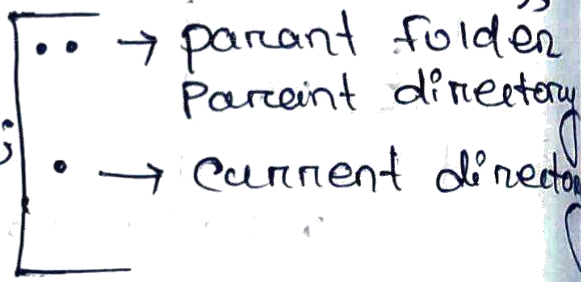 .. → parant folder
Pareint directory
. → current directory